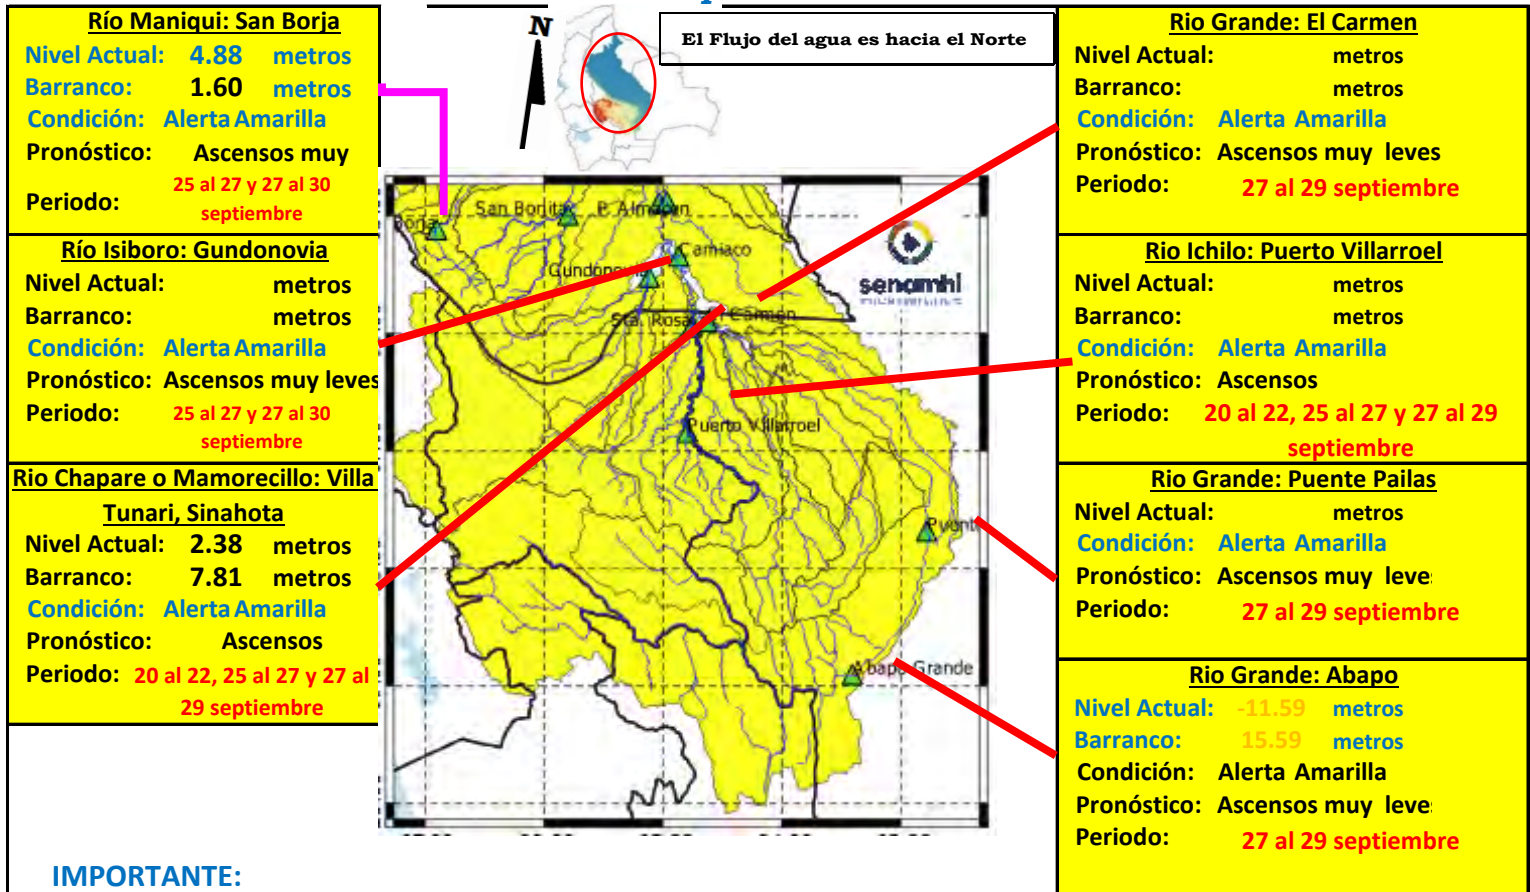 Río Maniqui: San Borja
Nivel Actual: 4.88 metros
Barranco: 1.60 metros
Condición: Alerta Amarilla
Pronóstico: Ascensos muy
Periodo: 25 al 27 y 27 al 30
septiembre
Río Isiboro: Gundonovia
Nivel Actual: metros
Barranco: metros
Condición: Alerta Amarilla
Pronóstico: Ascensos muy leves
Periodo: 25 al 27 y 27 al 30
septiembre
Rio Chapare o Mamorecillo: Villa
Tunari, Sinahota
Nivel Actual: 2.38 metros
Barranco: 7.81 metros
Condición: Alerta Amarilla
Pronóstico: Ascensos
Periodo: 20 al 22, 25 al 27 y 27 al
29 septiembre
IMPORTANTE:
N
El Flujo del agua es hacia el Norte
San Bonita
P. Almacen
Borja
Camiaco
Gundonovia
senamhi
Sta. Rosa
Carmen
Puerto Villarroel
Puent
Abapo Grande
Rio Grande: El Carmen
Nivel Actual: metros
Barranco: metros
Condición: Alerta Amarilla
Pronóstico: Ascensos muy leves
Periodo: 27 al 29 septiembre
Rio Ichilo: Puerto Villarroel
Nivel Actual: metros
Barranco: metros
Condición: Alerta Amarilla
Pronóstico: Ascensos
Periodo: 20 al 22, 25 al 27 y 27 al 29
septiembre
Rio Grande: Puente Pailas
Nivel Actual: metros
Condición: Alerta Amarilla
Pronóstico: Ascensos muy leve
Periodo: 27 al 29 septiembre
Rio Grande: Abapo
Nivel Actual: -11.59 metros
Barranco: 15.59 metros
Condición: Alerta Amarilla
Pronóstico: Ascensos muy leve
Periodo: 27 al 29 septiembre